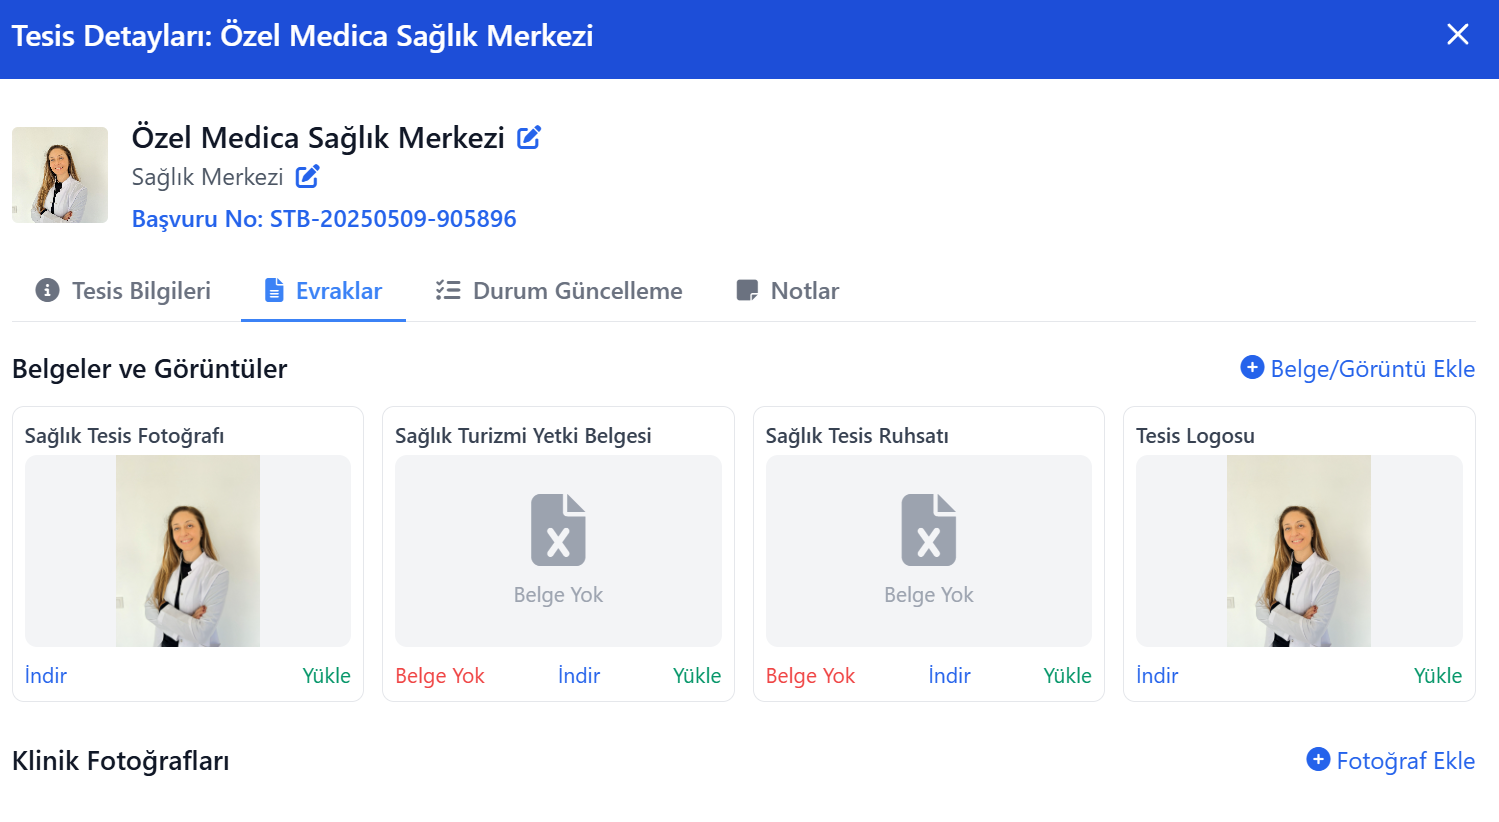 Tesis Detayları: Özel Medica Sağlık Merkezi
Özel Medica Sağlık Merkezi
Sağlık Merkezi
Başvuru No: STB-20250509-905896
Tesis Bilgileri
Evraklar
Durum Güncelleme
Notlar
Belgeler ve Görüntüler
Belge/Görüntü Ekle
Sağlık Tesis Fotoğrafı
İndir
Yükle
Sağlık Turizmi Yetki Belgesi
Belge Yok
Belge Yok
İndir
Yükle
Sağlık Tesis Ruhsatı
Belge Yok
Belge Yok
İndir
Yükle
Tesis Logosu
İndir
Yükle
Klinik Fotoğrafları
Fotoğraf Ekle